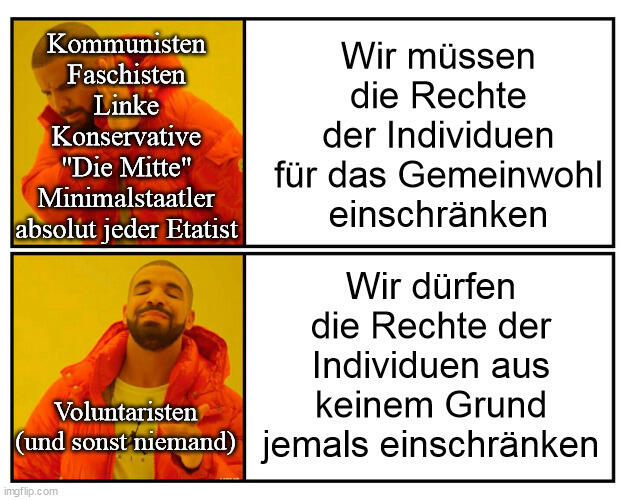 Kommunisten
Faschisten
Linke
Konservative
"Die Mitte"
Minimalstaatler
absolut jeder Etatist
Wir müssen
die Rechte
der Individuen
für das Gemeinwohl
einschränken
Voluntaristen
(und sonst niemand)
Wir dürfen
die Rechte der
Individuen aus
keinem Grund
jemals einschränken
imgflip.com